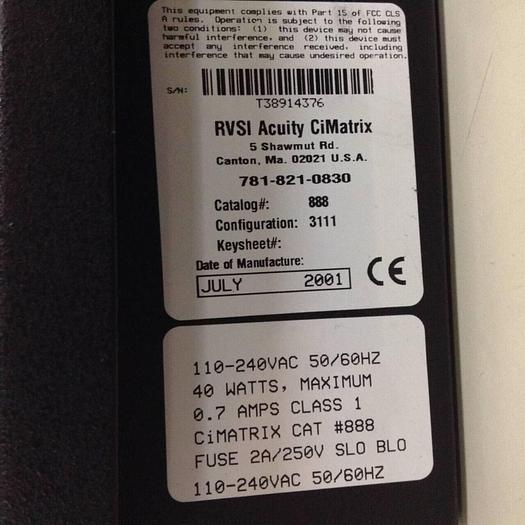 This equipment complies with Part 15 of FCC CLS
A rules. Operation is subject to the following
two conditions: (1) this device may not cause
harmful interference, and (2) this device must
accept any interference received, including
interference that may cause undesired operation.
S/N:
T38914376
RVSI Acuity CiMatrix
5 Shawmut Rd.
Canton, Ma. 02021 U.S.A.
781-821-0830
Catalog#: 888
Configuration: 3111
Keysheet#:
Date of Manufacture:
JULY 2001 CE
110-240VAC 50/60HZ
40 WATTS, MAXIMUM
0.7 AMPS CLASS 1
CiMATRIX CAT #888
FUSE 2A/250V SLO BLO
110-240VAC 50/60HZ